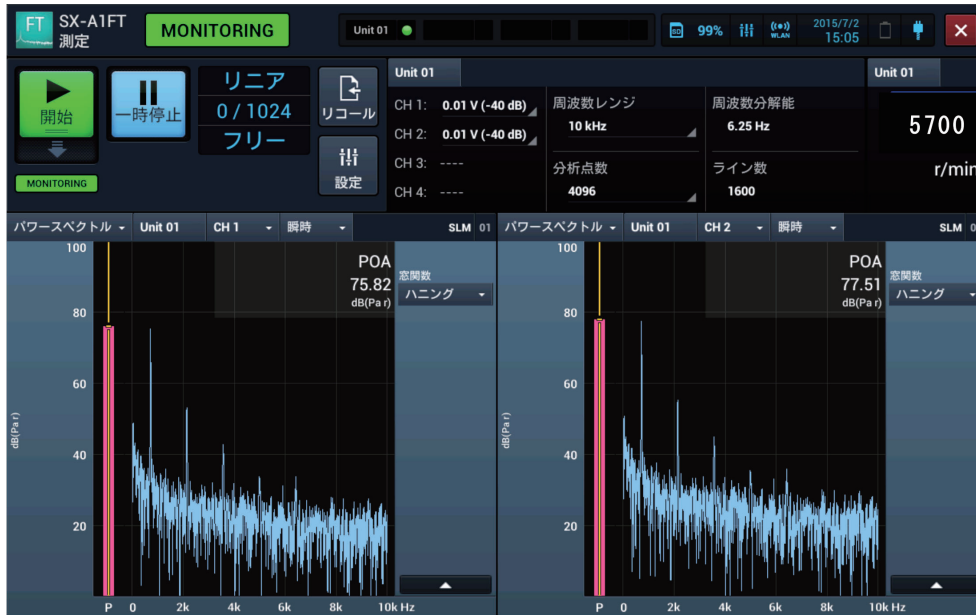 FT
SX-A1FT
測定
MONITORING
Unit 01
SD
99%
WLAN
2015/7/2
15:05
開始
一時停止
リニア
0 / 1024
フリー
リコール
設定
MONITORING
Unit 01
CH 1: 0.01 V (-40 dB)
CH 2: 0.01 V (-40 dB)
CH 3: ----
CH 4: ----
周波数レンジ
10 kHz
分析点数
4096
周波数分解能
6.25 Hz
ライン数
1600
Unit 01
5700
r/min
パワースペクトル Unit 01 CH 1 瞬時 SLM 01
100
80
60
40
20
dB(Pa r)
POA
75.82
dB(Pa r)
窓関数
ハニング
P 0 2k 4k 6k 8k 10k Hz
パワースペクトル Unit 01 CH 2 瞬時 SLM 0
100
80
60
40
20
dB(Pa r)
POA
77.51
dB(Pa r)
窓関数
ハニング
P 0 2k 4k 6k 8k 10k Hz